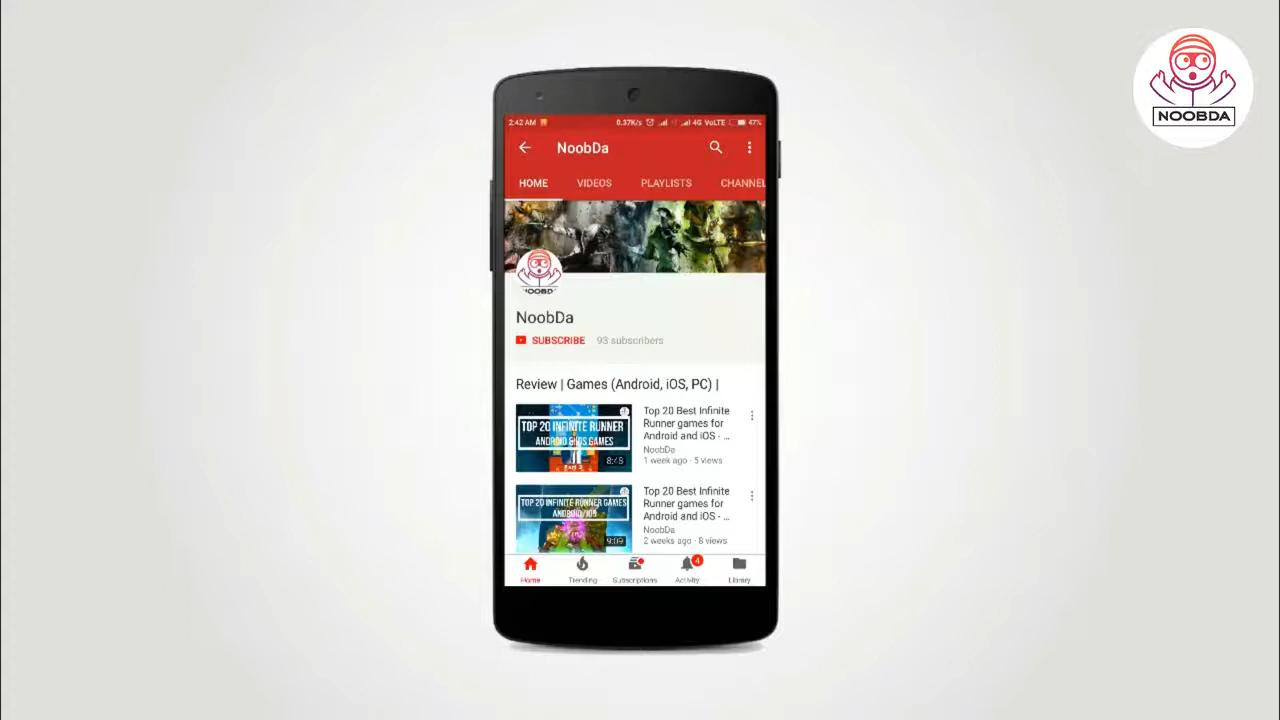 NOOBDA
2:42 AM 0.37K/s 4G VoLTE 47%
NoobDa
HOME VIDEOS PLAYLISTS CHANNEL
NOOBDA
NoobDa
SUBSCRIBE 93 subscribers
Review | Games (Android, iOS, PC) |
TOP 20 INFINITE RUNNER
ANDROID & IOS GAMES
8:48
Top 20 Best Infinite
Runner games for
Android and iOS - ...
NoobDa
1 week ago · 5 views
TOP 20 INFINITE RUNNER GAMES
ANDROID/IOS
9:09
Top 20 Best Infinite
Runner games for
Android and iOS - ...
NoobDa
2 weeks ago · 8 views
4
Home Trending Subscriptions Activity Library